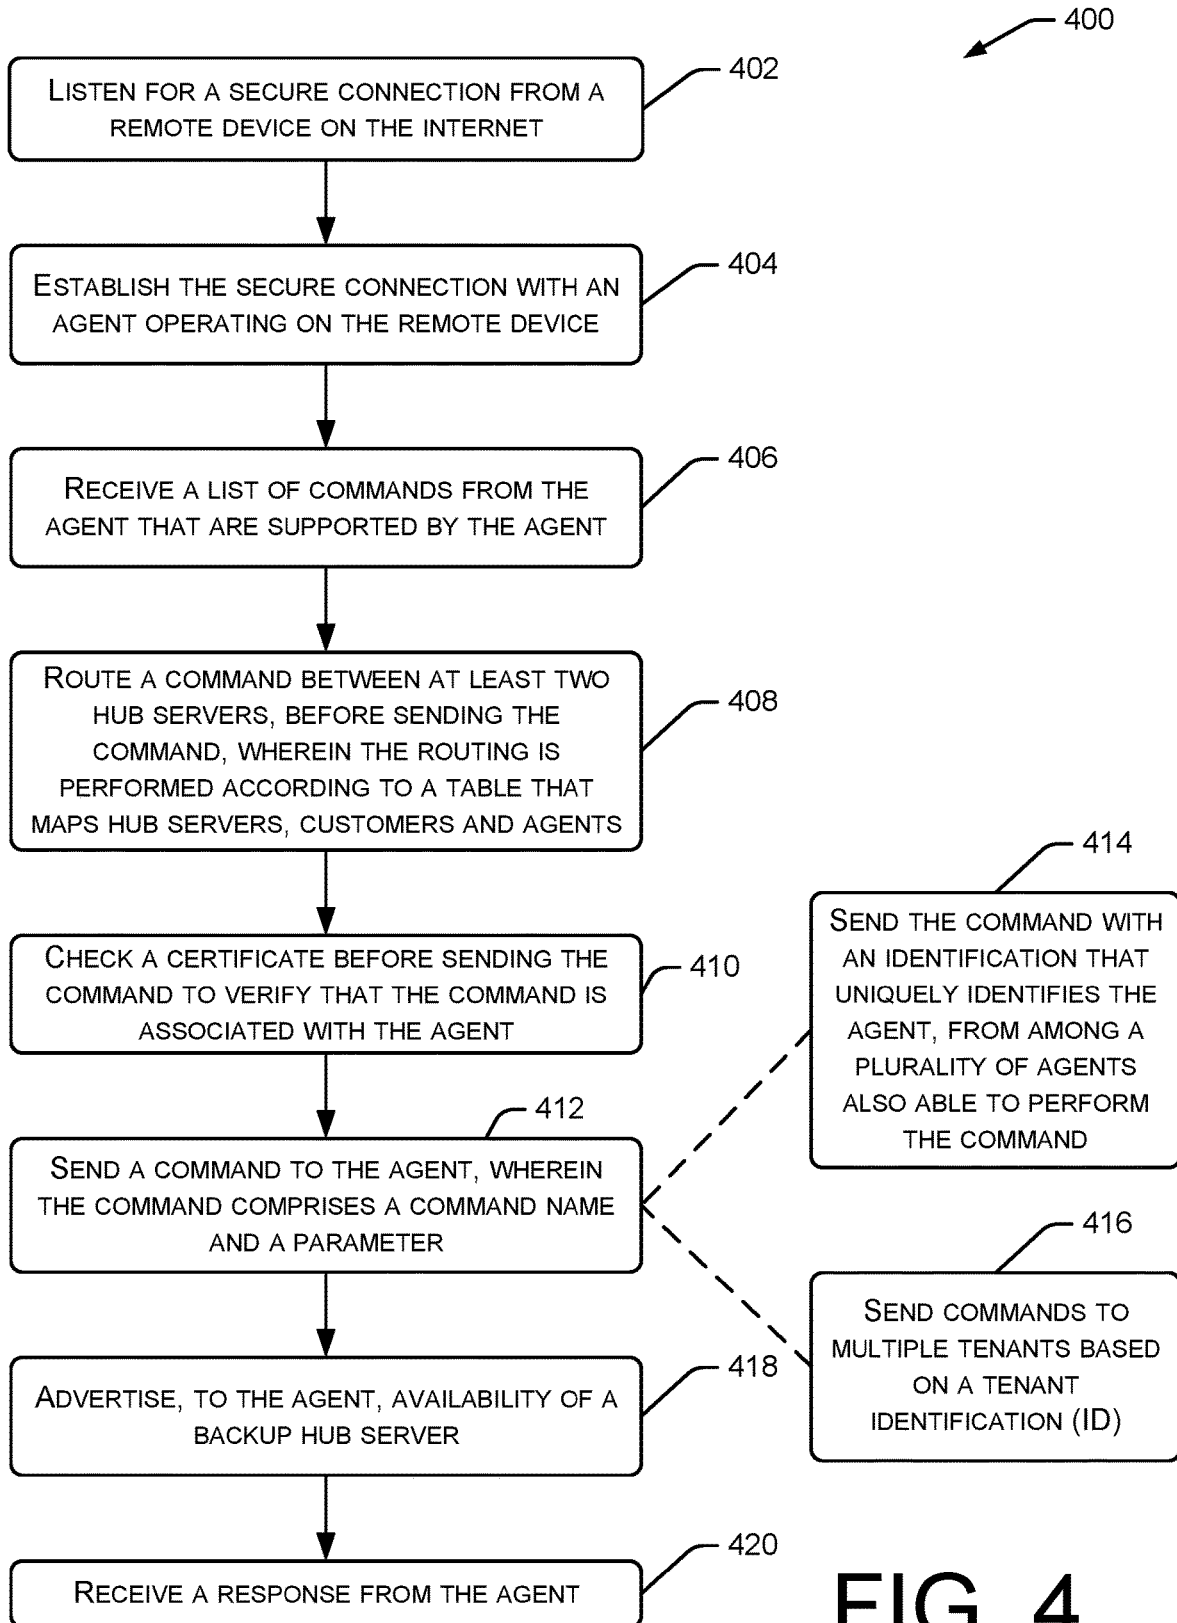 400
402
LISTEN FOR A SECURE CONNECTION FROM A
REMOTE DEVICE ON THE INTERNET
404
ESTABLISH THE SECURE CONNECTION WITH AN
AGENT OPERATING ON THE REMOTE DEVICE
406
RECEIVE A LIST OF COMMANDS FROM THE
AGENT THAT ARE SUPPORTED BY THE AGENT
408
ROUTE A COMMAND BETWEEN AT LEAST TWO
HUB SERVERS, BEFORE SENDING THE
COMMAND, WHEREIN THE ROUTING IS
PERFORMED ACCORDING TO A TABLE THAT
MAPS HUB SERVERS, CUSTOMERS AND AGENTS
410
CHECK A CERTIFICATE BEFORE SENDING THE
COMMAND TO VERIFY THAT THE COMMAND IS
ASSOCIATED WITH THE AGENT
412
SEND A COMMAND TO THE AGENT, WHEREIN
THE COMMAND COMPRISES A COMMAND NAME
AND A PARAMETER
414
SEND THE COMMAND WITH
AN IDENTIFICATION THAT
UNIQUELY IDENTIFIES THE
AGENT, FROM AMONG A
PLURALITY OF AGENTS
ALSO ABLE TO PERFORM
THE COMMAND
416
SEND COMMANDS TO
MULTIPLE TENANTS BASED
ON A TENANT
IDENTIFICATION (ID)
418
ADVERTISE, TO THE AGENT, AVAILABILITY OF A
BACKUP HUB SERVER
420
RECEIVE A RESPONSE FROM THE AGENT
FIG. 4